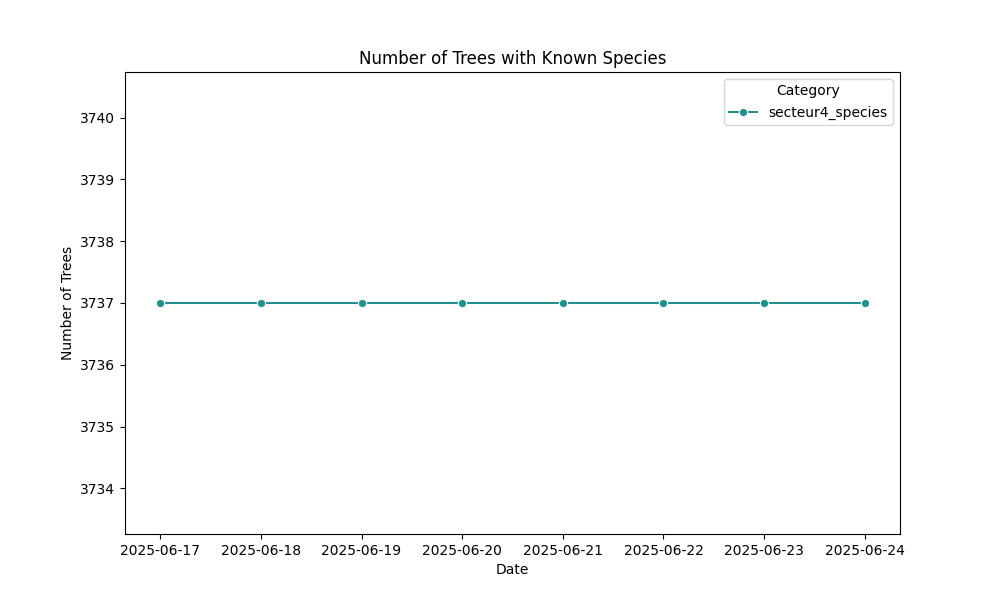 Number of Trees with Known Species
Category
secteur4_species
3740
3739
3738
3737
3736
3735
3734
Number of Trees
2025-06-17 2025-06-18 2025-06-19 2025-06-20 2025-06-21 2025-06-22 2025-06-23 2025-06-24
Date